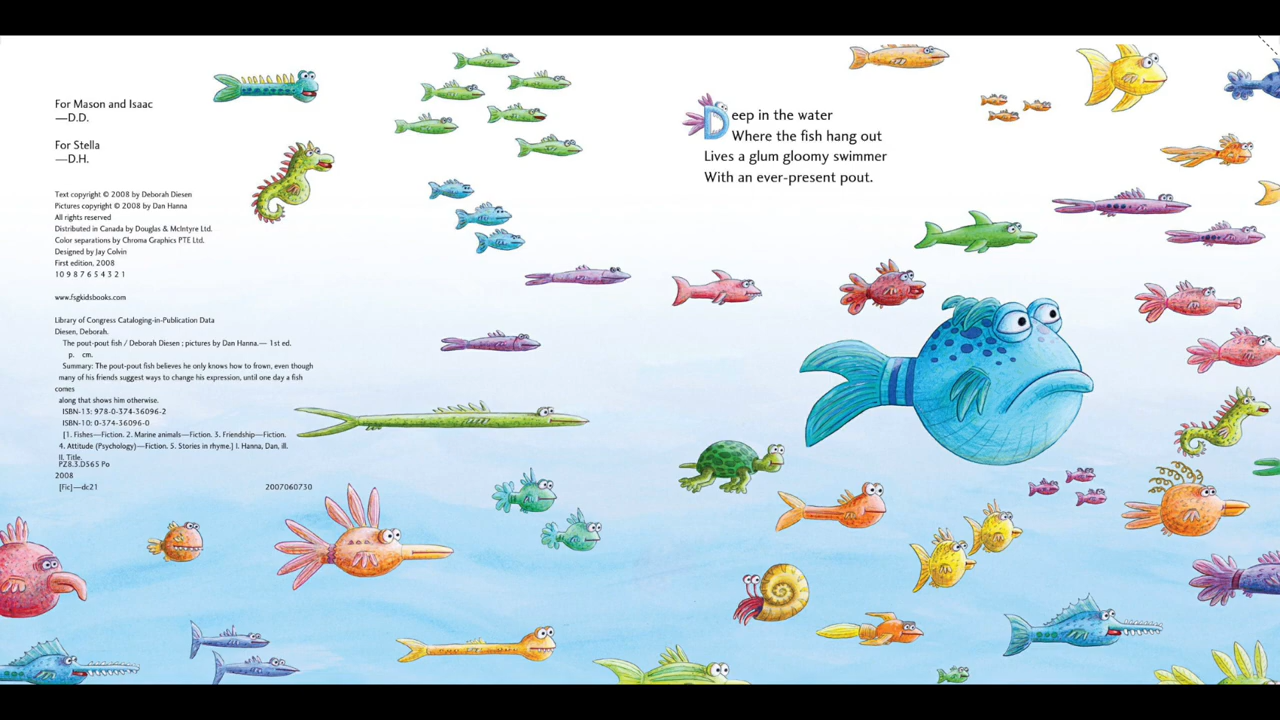 For Mason and Isaac
—D.D.
For Stella
—D.H.
Text copyright © 2008 by Deborah Diesen
Pictures copyright © 2008 by Dan Hanna
All rights reserved
Distributed in Canada by Douglas & McIntyre Ltd.
Color separations by Chroma Graphics PTE Ltd.
Designed by Jay Colvin
First edition, 2008
10 9 8 7 6 5 4 3 2 1
www.fsgkidsbooks.com
Library of Congress Cataloging-in-Publication Data
Diesen, Deborah.
The pout-pout fish / Deborah Diesen ; pictures by Dan Hanna.— 1st ed.
p. cm.
Summary: The pout-pout fish believes he only knows how to frown, even though
many of his friends suggest ways to change his expression, until one day a fish
comes
along that shows him otherwise.
ISBN-13: 978-0-374-36096-2
ISBN-10: 0-374-36096-0
[1. Fishes—Fiction. 2. Marine animals—Fiction. 3. Friendship—Fiction.
4. Attitude (Psychology)—Fiction. 5. Stories in rhyme.] I. Hanna, Dan, ill.
II. Title.
PZ8.3.D565 Po
2008
[Fic]—dc21 2007060730
Deep in the water
Where the fish hang out
Lives a glum gloomy swimmer
With an ever-present pout.